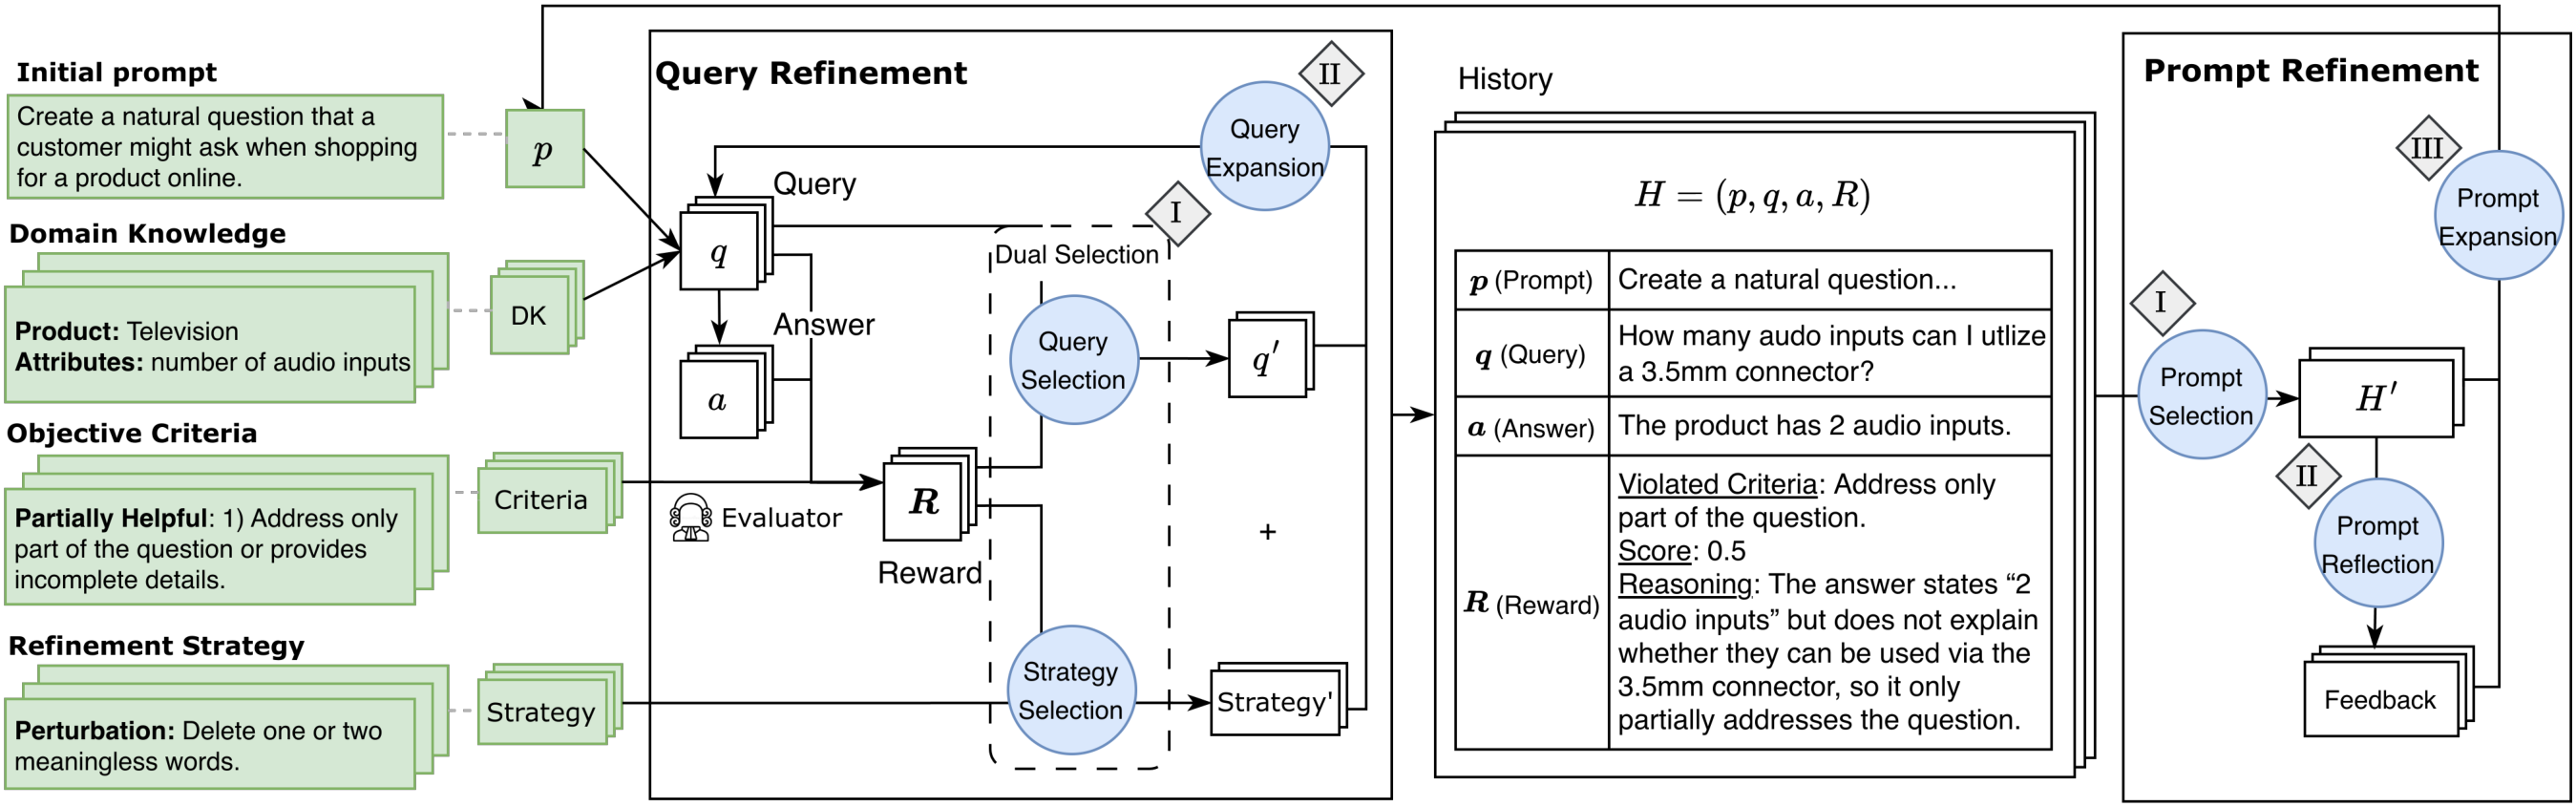 Initial prompt
Create a natural question that a
customer might ask when shopping
for a product online.
p
Domain Knowledge
Product: Television
Attributes: number of audio inputs
DK
Objective Criteria
Partially Helpful: 1) Address only
part of the question or provides
incomplete details.
Criteria
Refinement Strategy
Perturbation: Delete one or two
meaningless words.
Strategy
Query Refinement
II
Query
Expansion
Query
q
I
Dual Selection
Answer
a
Query
Selection
q′
Evaluator
R
Reward
+
Strategy
Selection
Strategy'
History
H = (p, q, a, R)
p (Prompt)
Create a natural question...
q (Query)
How many audo inputs can I utlize
a 3.5mm connector?
a (Answer)
The product has 2 audio inputs.
R (Reward)
Violated Criteria: Address only
part of the question.
Score: 0.5
Reasoning: The answer states “2
audio inputs” but does not explain
whether they can be used via the
3.5mm connector, so it only
partially addresses the question.
Prompt Refinement
III
Prompt
Expansion
I
Prompt
Selection
H′
II
Prompt
Reflection
Feedback